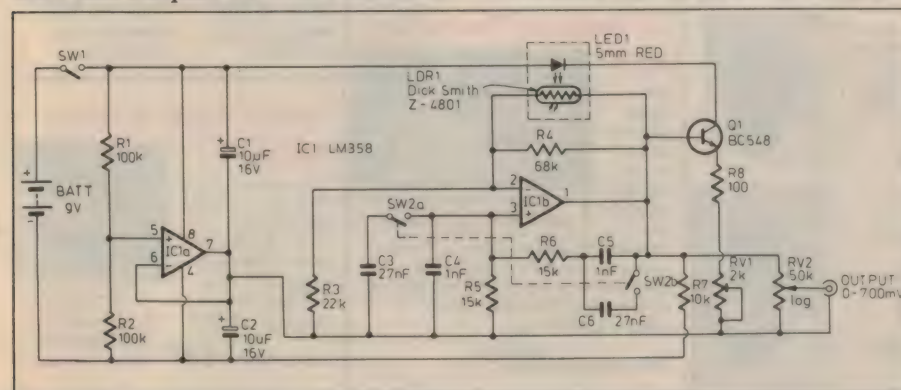 SW1
LED1
5mm RED
LDR1
Dick Smith
Z-4801
R1
100k
C1
10µF
16V
IC1 LM358
R4
68k
Q1
BC548
R8
100
BATT
9V
5
6
8
7
4
IC1a
SW2a
2
3
1
IC1b
C3
27nF
C4
1nF
R6
15k
C5
1nF
SW2b
R3
22k
R5
15k
C6
27nF
R7
10k
RV1
2k
RV2
50k
log
OUTPUT
0-700mV
R2
100k
C2
10µF
16V